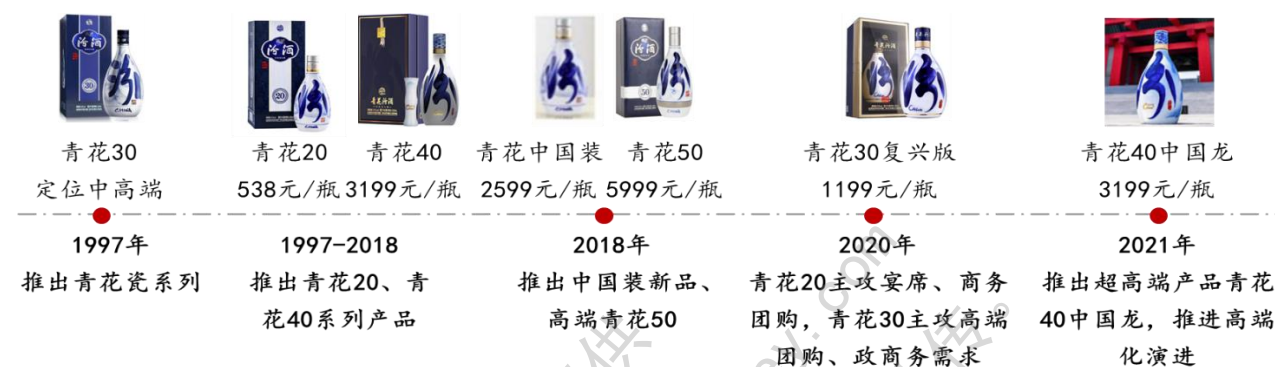 青花30
定位中高端
青花20
538元/瓶
青花40
3199元/瓶
青花中国装
2599元/瓶
青花50
5999元/瓶
青花30复兴版
1199元/瓶
青花40中国龙
3199元/瓶
1997年
推出青花瓷系列
1997-2018
推出青花20、青
花40系列产品
2018年
推出中国装新品、
高端青花50
2020年
青花20主攻宴席、商务
团购，青花30主攻高端
团购、政商务需求
2021年
推出超高端产品青花
40中国龙，推进高端
化演进